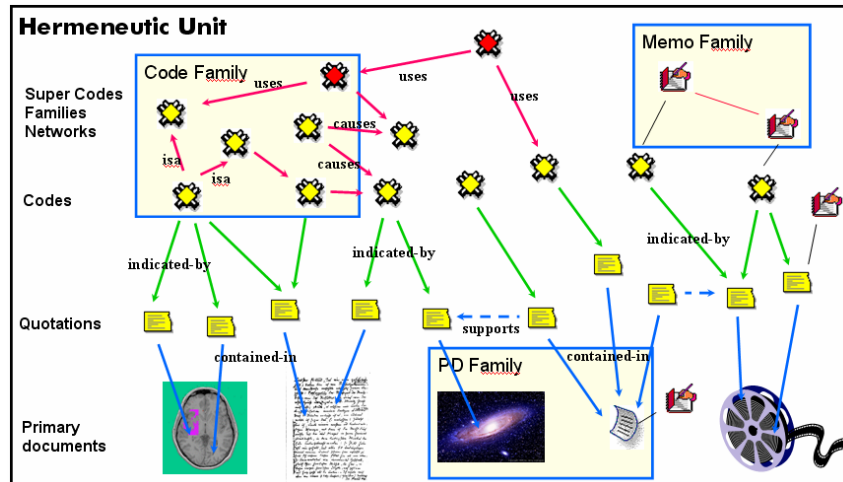 Hermeneutic Unit
Code Family
Memo Family
uses
uses
Super Codes
Families
Networks
uses
causes
isa
causes
isa
Codes
indicated-by
indicated-by
indicated-by
Quotations
supports
contained-in
contained-in
PD Family
Primary
documents